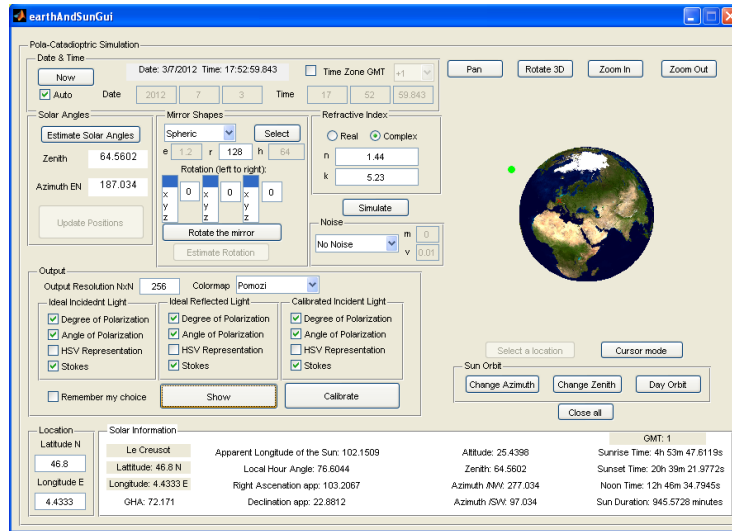 earthAndSunGui
Pola-Catadioptric Simulation
Date & Time
Now
Date: 3/7/2012 Time: 17:52:59.843
Time Zone GMT
+1
Auto
Date
2012
7
3
Time
17
52
59.843
Pan
Rotate 3D
Zoom In
Zoom Out
Solar Angles
Estimate Solar Angles
Zenith
64.5602
Azimuth EN
187.034
Update Positions
Mirror Shapes
Spheric
Select
e
1.2
r
128
h
64
Rotation (left to right):
x
y
z
0
x
y
z
0
x
y
z
0
Rotate the mirror
Estimate Rotation
Refractive Index
Real
Complex
n
1.44
k
5.23
Simulate
Noise
No Noise
m
0
v
0.01
Output
Output Resolution NxN
256
Colormap
Pomozi
Ideal Incidednt Light
Degree of Polarization
Angle of Polarization
HSV Representation
Stokes
Ideal Reflected Light
Degree of Polarization
Angle of Polarization
HSV Representation
Stokes
Calibrated Incident Light
Degree of Polarization
Angle of Polarization
HSV Representation
Stokes
Remember my choice
Show
Calibrate
Select a location
Cursor mode
Sun Orbit
Change Azimuth
Change Zenith
Day Orbit
Close all
Location
Latitude N
46.8
Longitude E
4.4333
Solar Information
Le Creusot
Lattitude: 46.8 N
Longitude: 4.4333 E
GHA: 72.171
Apparent Longitude of the Sun: 102.1509
Local Hour Angle: 76.6044
Right Ascenation app: 103.2067
Declination app: 22.8812
Altitude: 25.4398
Zenith: 64.5602
Azimuth /NW: 277.034
Azimuth /SW: 97.034
GMT: 1
Sunrise Time: 4h 53m 47.6119s
Sunset Time: 20h 39m 21.9772s
Noon Time: 12h 46m 34.7945s
Sun Duration: 945.5728 minutes